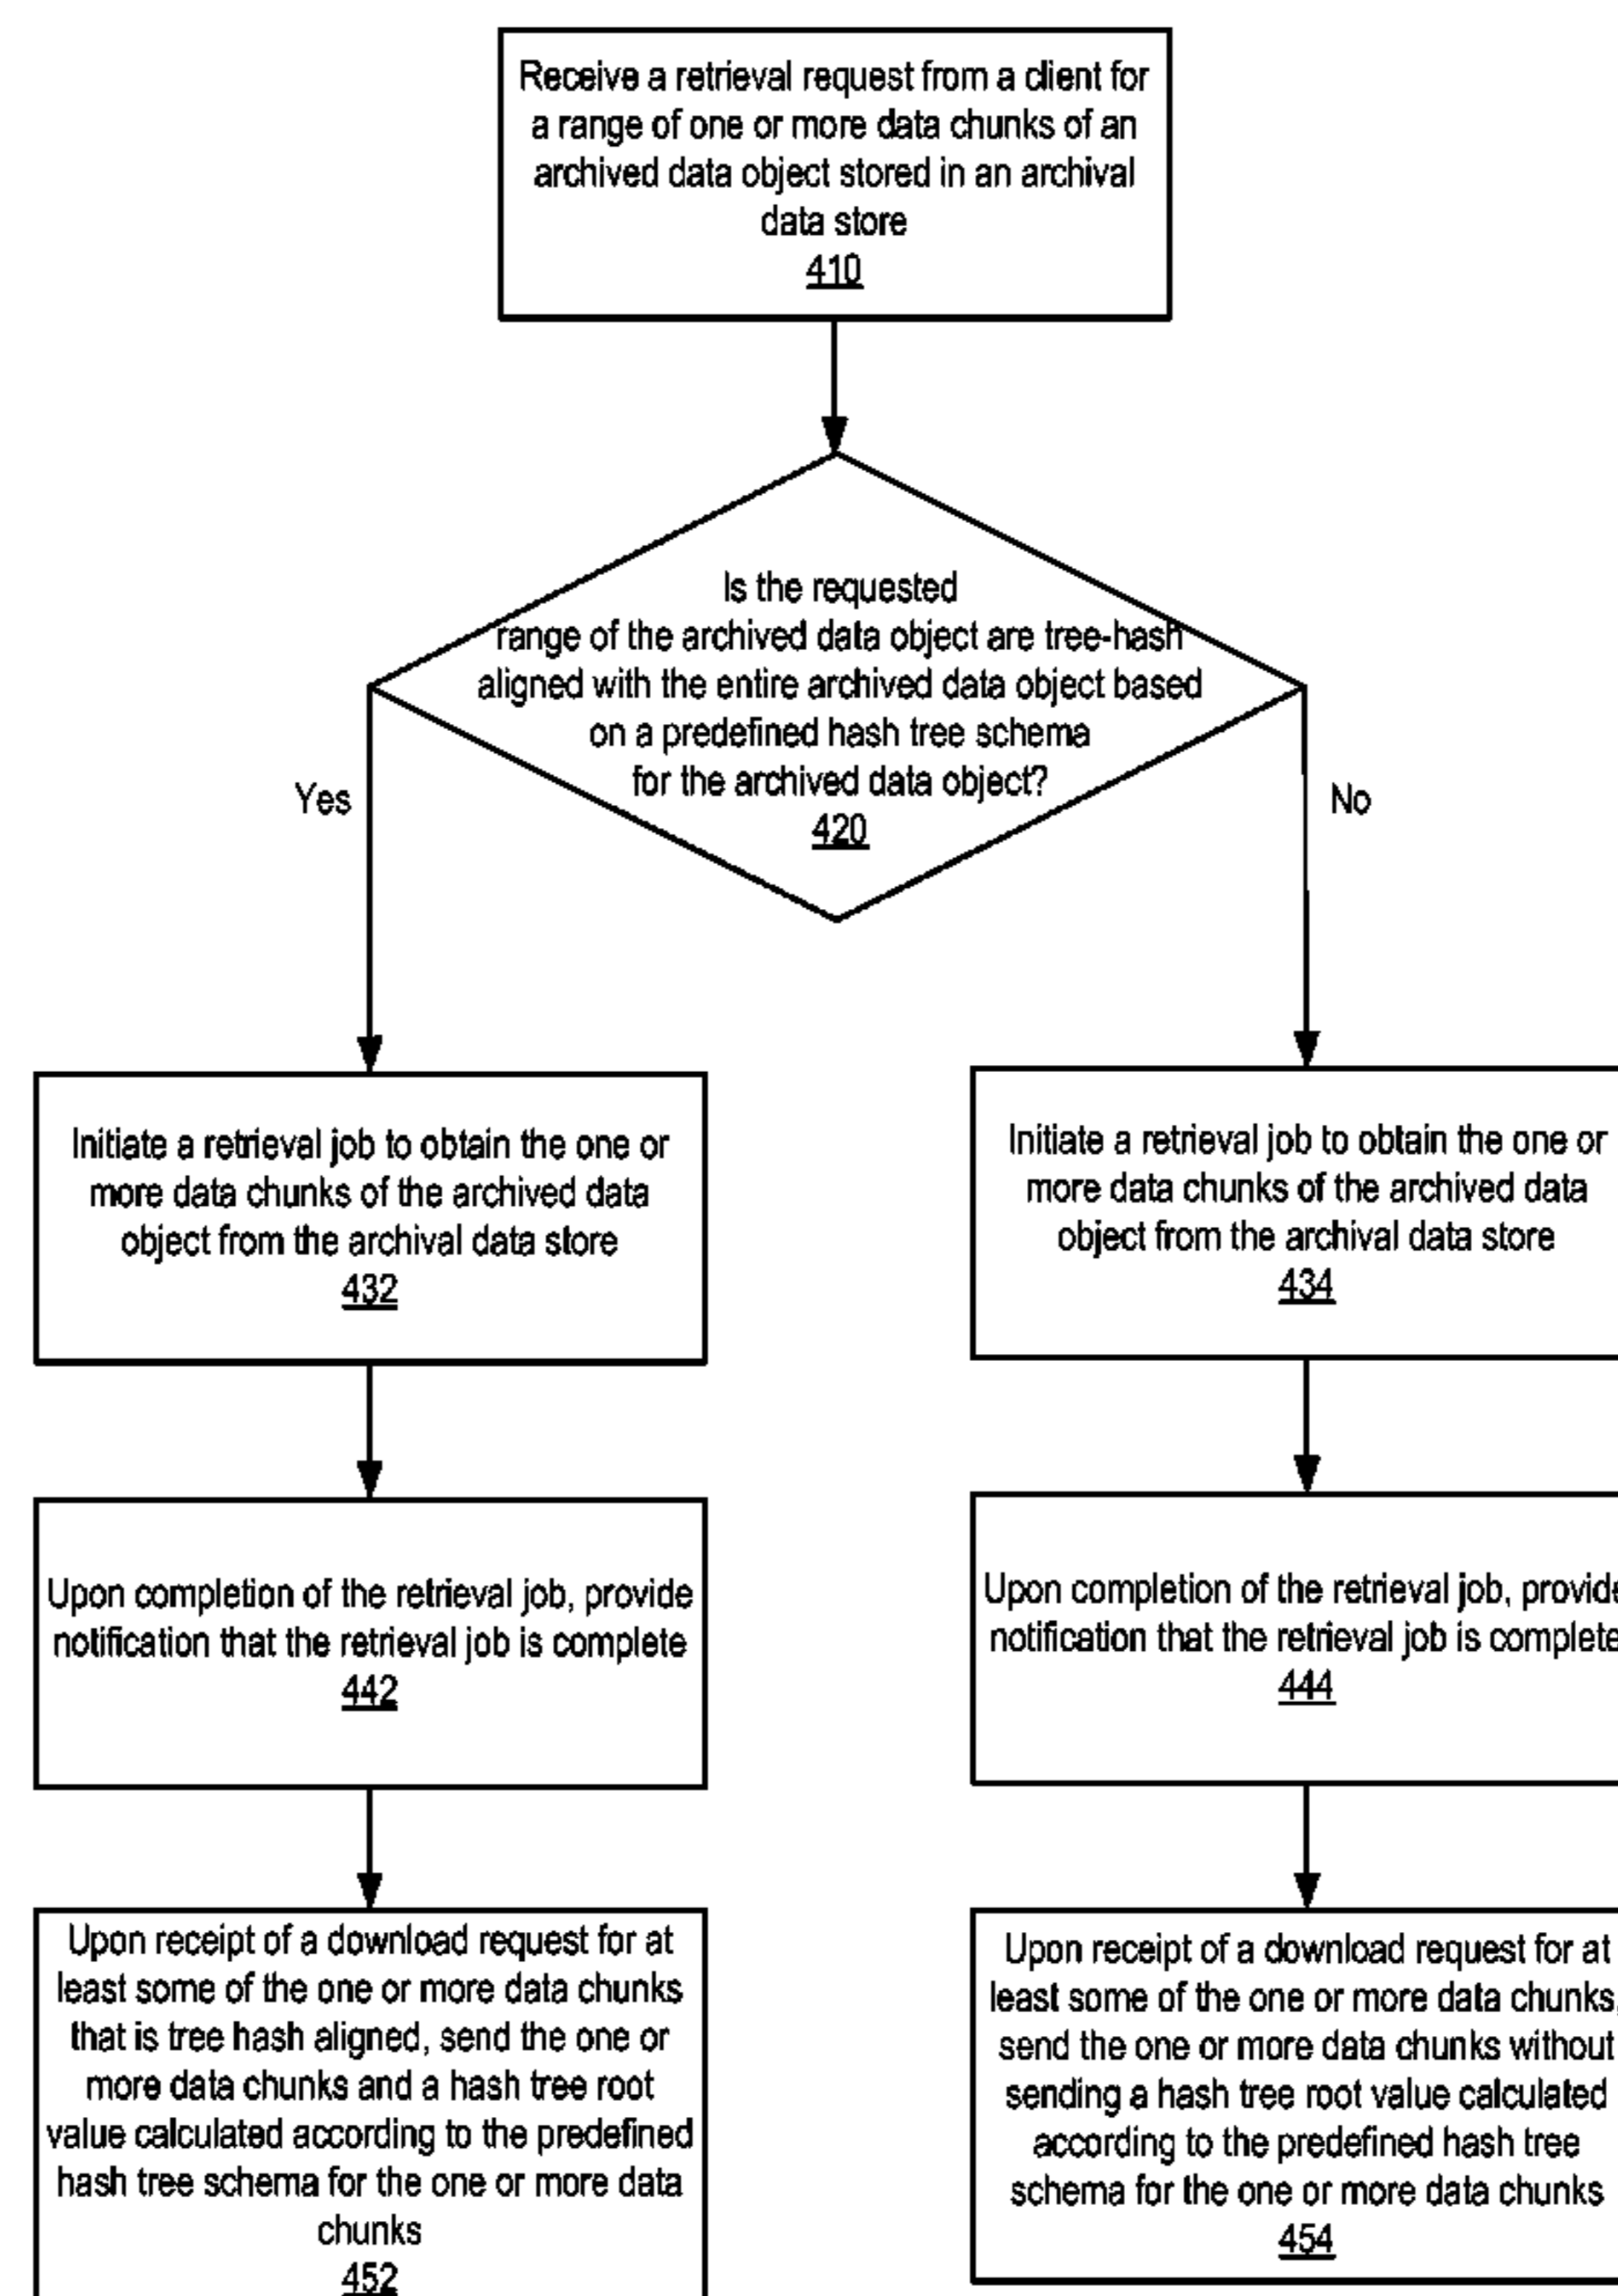 Receive a retrieval request from a client for
a range of one or more data chunks of an
archived data object stored in an archival
data store
410
Is the requested
range of the archived data object are tree-hash
aligned with the entire archived data object based
on a predefined hash tree schema
for the archived data object?
420
Yes
No
Initiate a retrieval job to obtain the one or
more data chunks of the archived data
object from the archival data store
432
Initiate a retrieval job to obtain the one or
more data chunks of the archived data
object from the archival data store
434
Upon completion of the retrieval job, provide
notification that the retrieval job is complete
442
Upon completion of the retrieval job, provide
notification that the retrieval job is complete
444
Upon receipt of a download request for at
least some of the one or more data chunks
that is tree hash aligned, send the one or
more data chunks and a hash tree root
value calculated according to the predefined
hash tree schema for the one or more data
chunks
452
Upon receipt of a download request for at
least some of the one or more data chunks,
send the one or more data chunks without
sending a hash tree root value calculated
according to the predefined hash tree
schema for the one or more data chunks
454